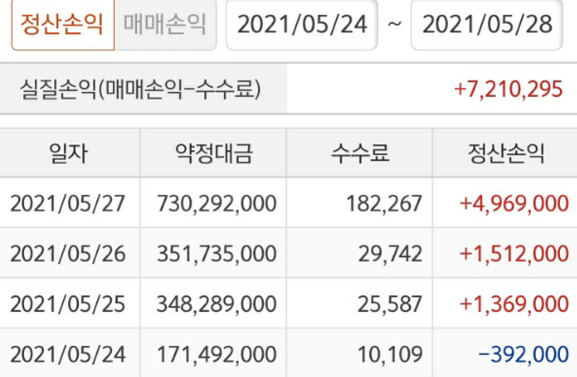 정산손익 매매손익 2021/05/24 ~ 2021/05/28
실질손익(매매손익-수수료) +7,210,295
일자 약정대금 수수료 정산손익
2021/05/27 730,292,000 182,267 +4,969,000
2021/05/26 351,735,000 29,742 +1,512,000
2021/05/25 348,289,000 25,587 +1,369,000
2021/05/24 171,492,000 10,109 -392,000